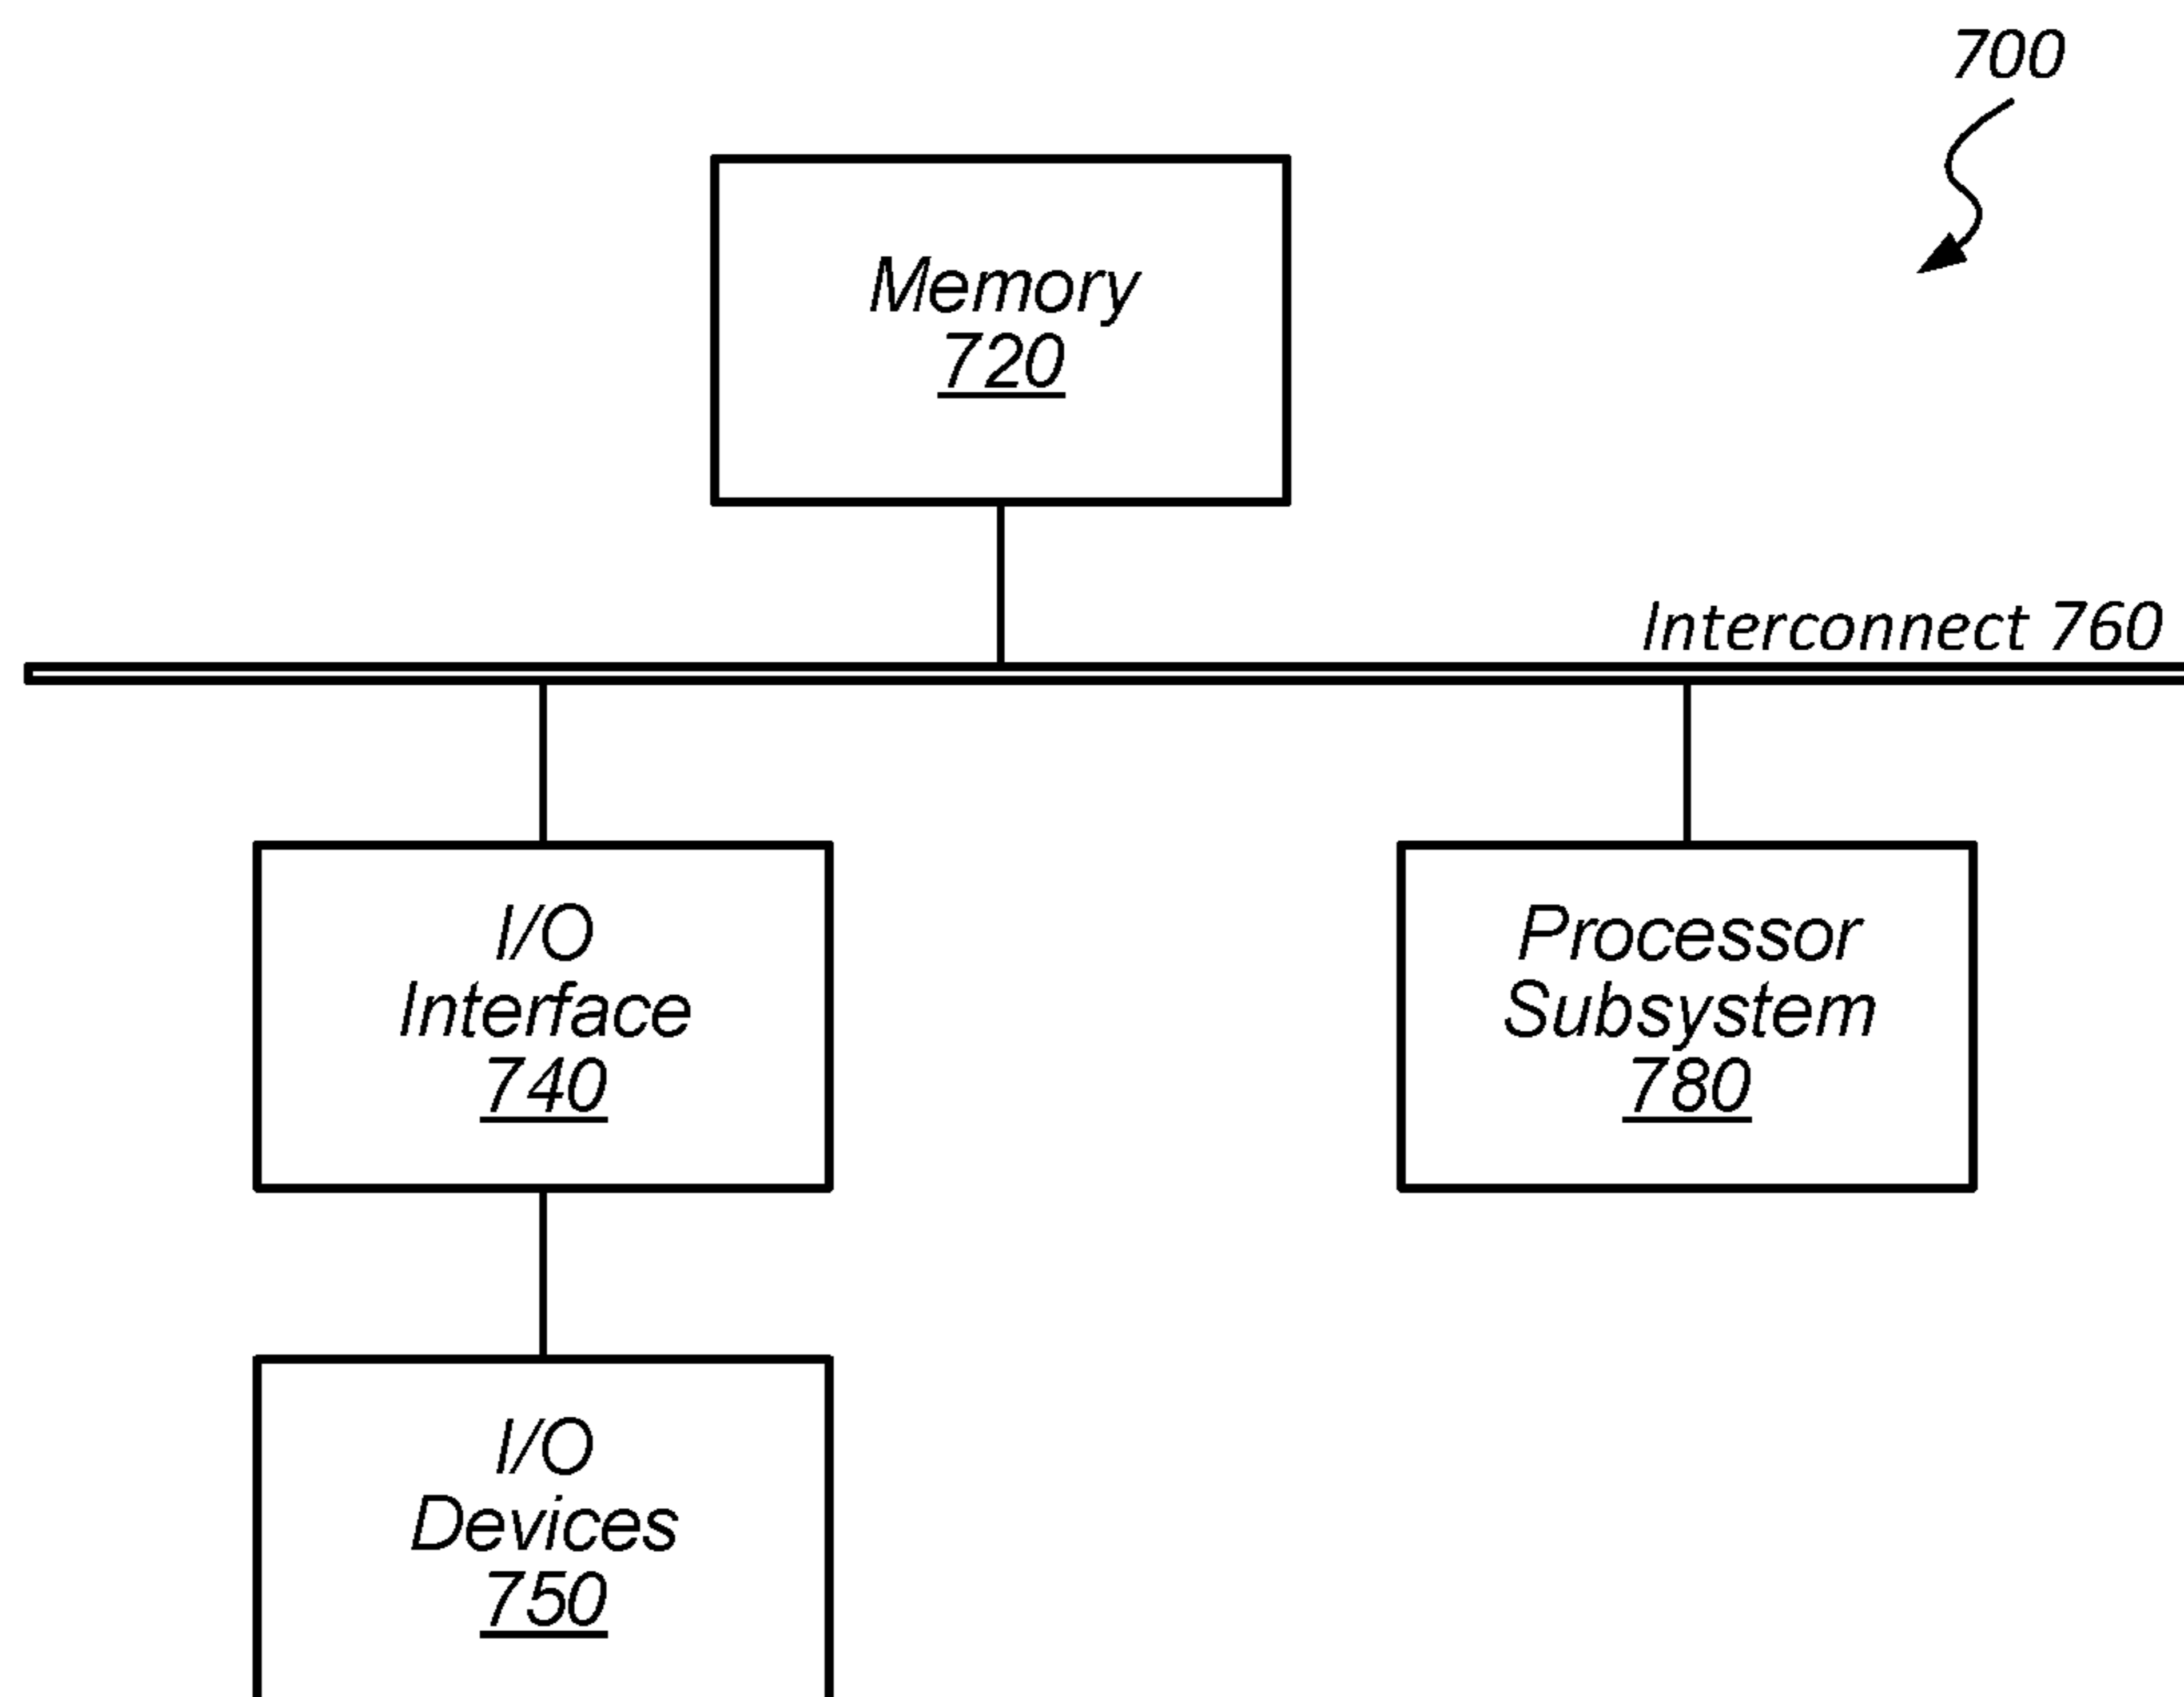 700
Memory
720
Interconnect 760
I/O
Interface
740
Processor
Subsystem
780
I/O
Devices
750